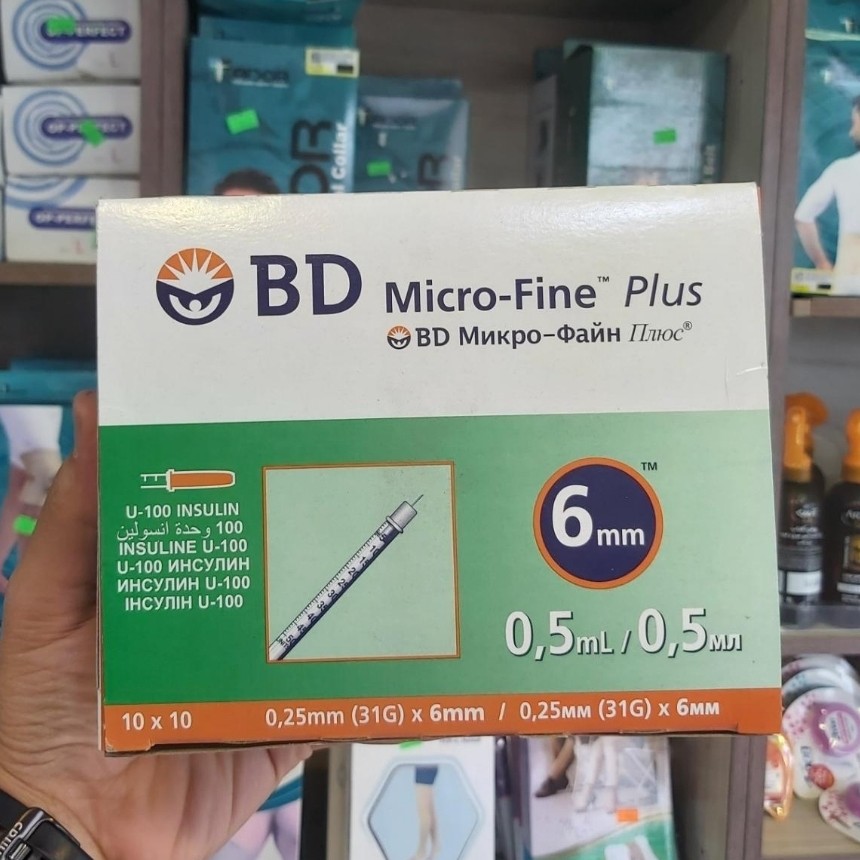 BD Micro-Fine™ Plus
BD Микро-Файн Плюс®
U-100 INSULIN
100 وحدة انسولين
INSULINE U-100
U-100 ИНСУЛИН
ИНСУЛИН U-100
ІНСУЛІН U-100
6mm™
0,5mL / 0,5мл
10 x 10
0,25mm (31G) x 6mm / 0,25мм (31G) x 6мм